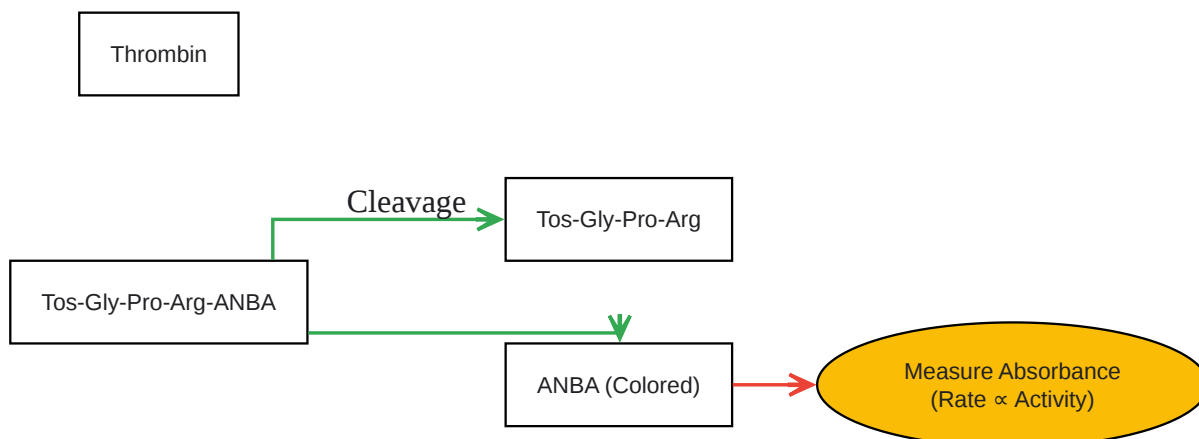 Thrombin
Cleavage
Tos-Gly-Pro-Arg
Tos-Gly-Pro-Arg-ANBA
ANBA (Colored)
Measure Absorbance
(Rate ∝ Activity)